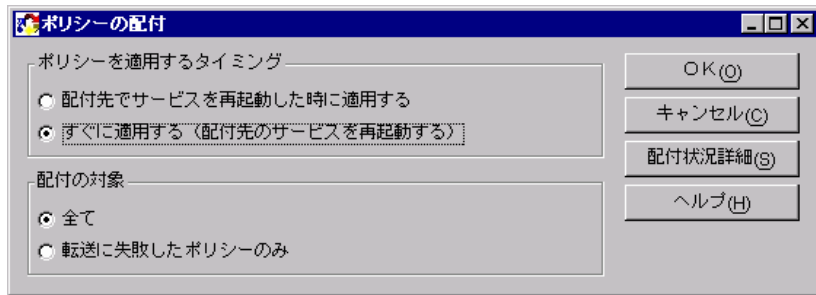 ポリシーの配付
ポリシーを適用するタイミング
配付先でサービスを再起動した時に適用する
すぐに適用する（配付先のサービスを再起動する）
配付の対象
全て
転送に失敗したポリシーのみ
ＯＫ(O)
キャンセル(C)
配付状況詳細(S)
ヘルプ(H)